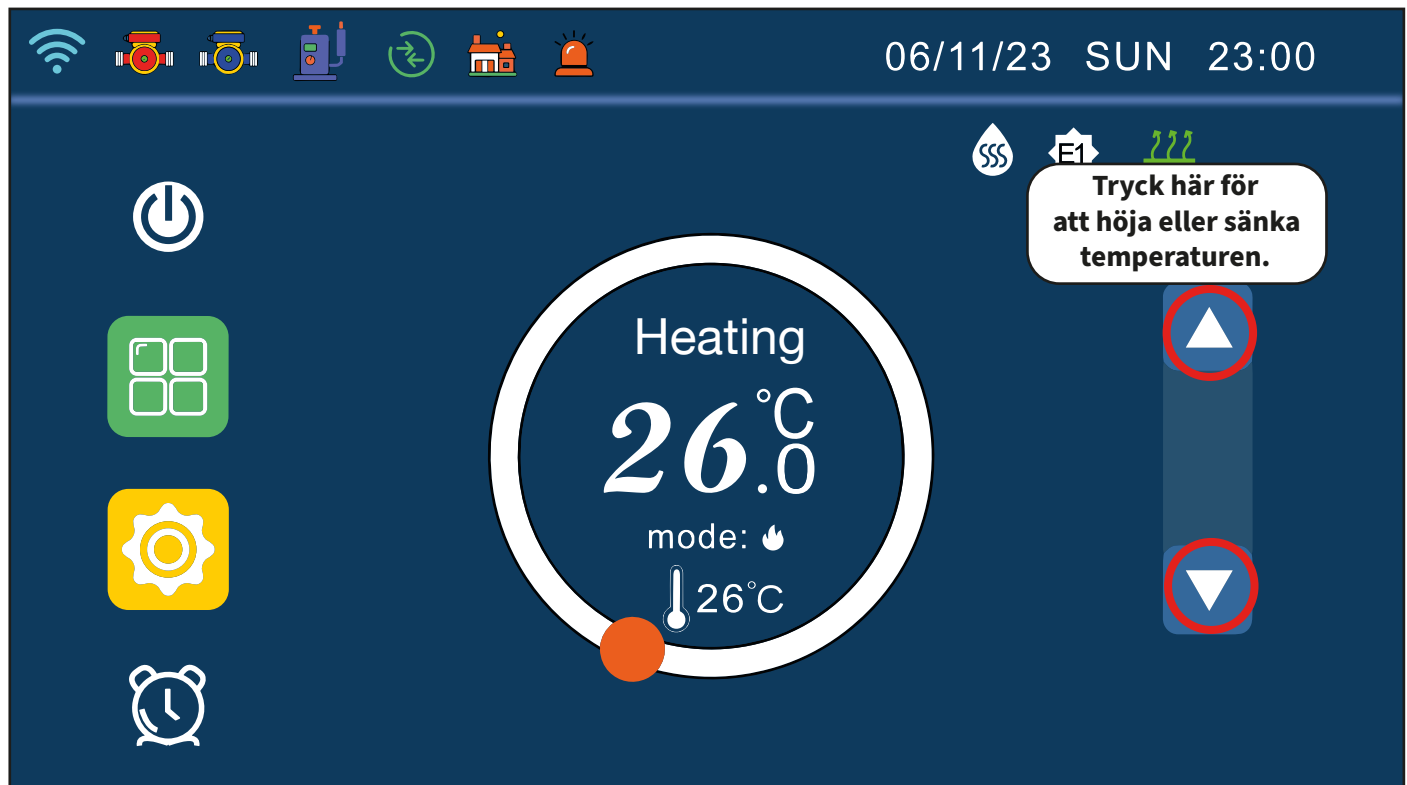 06/11/23 SUN 23:00
E1
Tryck här för
att höja eller sänka
temperaturen.
Heating
26.0°C
mode:
26°C